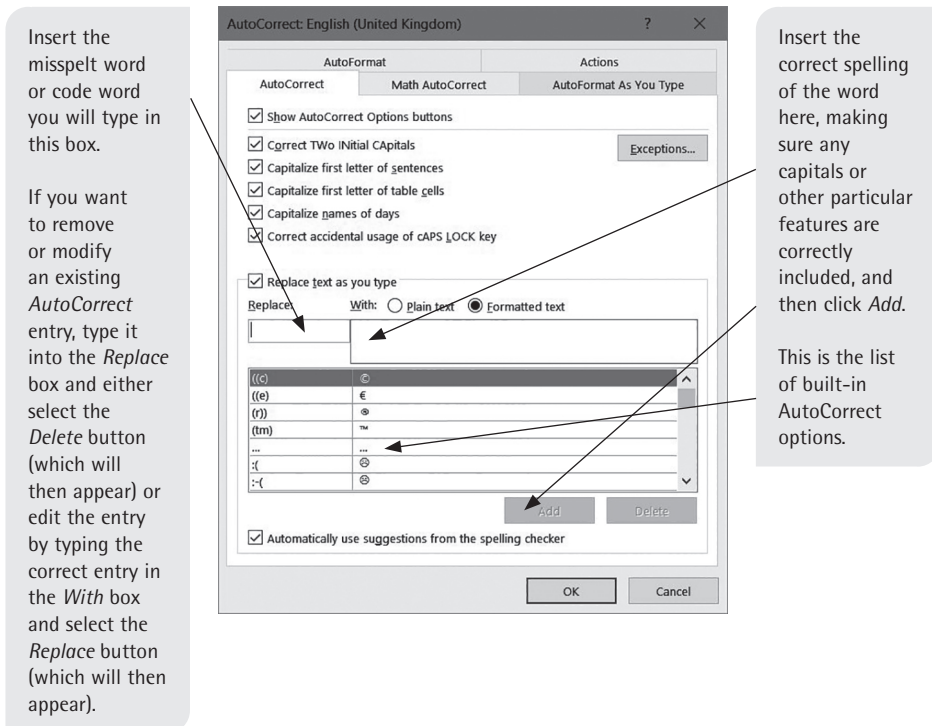 Insert the
misspelt word
or code word
you will type in
this box.
If you want
to remove
or modify
an existing
AutoCorrect
entry, type it
into the Replace
box and either
select the
Delete button
(which will
then appear) or
edit the entry
by typing the
correct entry in
the With box
and select the
Replace button
(which will then
appear).
AutoCorrect: English (United Kingdom) ? ×
AutoFormat Actions
AutoCorrect Math AutoCorrect AutoFormat As You Type
Show AutoCorrect Options buttons
Correct TWo INitial CApitals Exceptions...
Capitalize first letter of sentences
Capitalize first letter of table cells
Capitalize names of days
Correct accidental usage of cAPS LOCK key
Replace text as you type
Replace: With: Plain text Formatted text
((c) ©
((e) €
(r)) ®
(tm) ™
... ...
:( ☹
:-( ☹
Add Delete
Automatically use suggestions from the spelling checker
OK Cancel
Insert the
correct spelling
of the word
here, making
sure any
capitals or
other particular
features are
correctly
included, and
then click Add.
This is the list
of built-in
AutoCorrect
options.